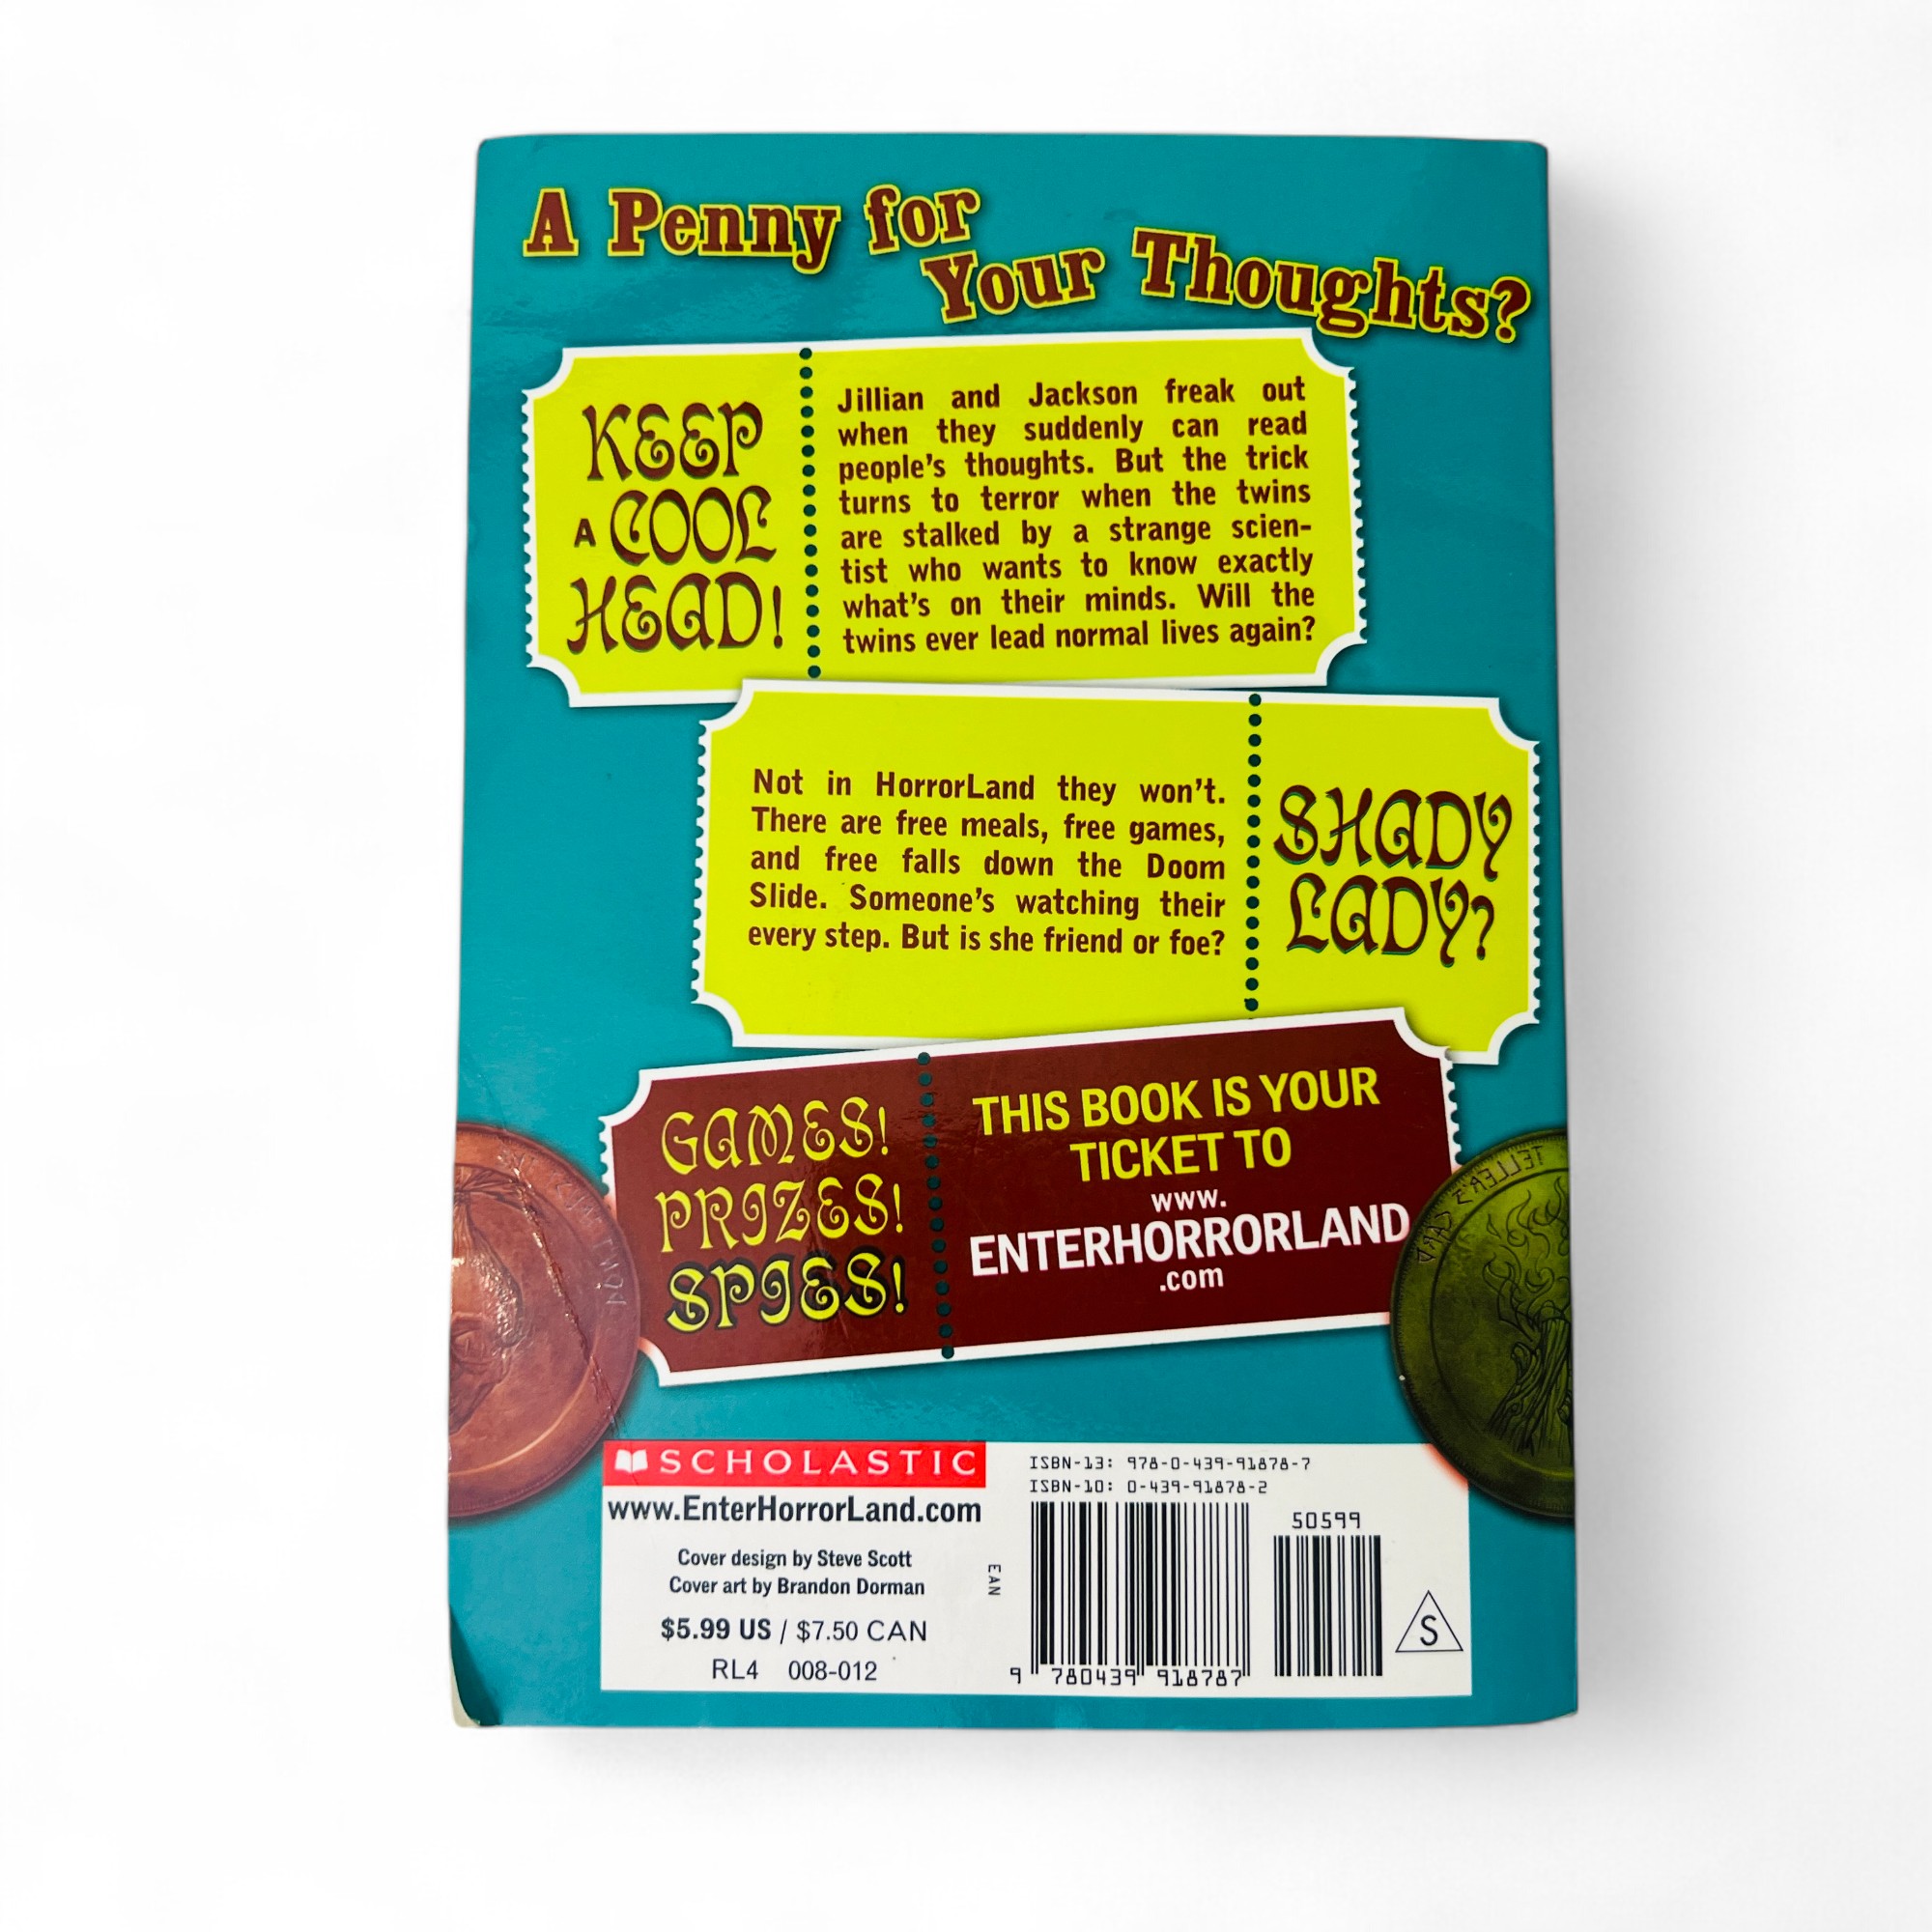 A Penny for
Your Thoughts?
KEEP
A COOL
HEAD!
Jillian and Jackson freak out
when they suddenly can read
people's thoughts. But the trick
turns to terror when the twins
are stalked by a strange scien-
tist who wants to know exactly
what's on their minds. Will the
twins ever lead normal lives again?
Not in HorrorLand they won't.
There are free meals, free games,
and free falls down the Doom
Slide. Someone's watching their
every step. But is she friend or foe?
SHADY
LADY?
GAMES!
PRIZES!
SPIES!
THIS BOOK IS YOUR
TICKET TO
www.
ENTERHORRORLAND
.com
TELLER'S
SCHOLASTIC
www.EnterHorrorLand.com
Cover design by Steve Scott
Cover art by Brandon Dorman
$5.99 US / $7.50 CAN
RL4 008-012
EAN
ISBN-13: 978-0-439-91878-7
ISBN-10: 0-439-91878-2
50599
9 780439 918787
S